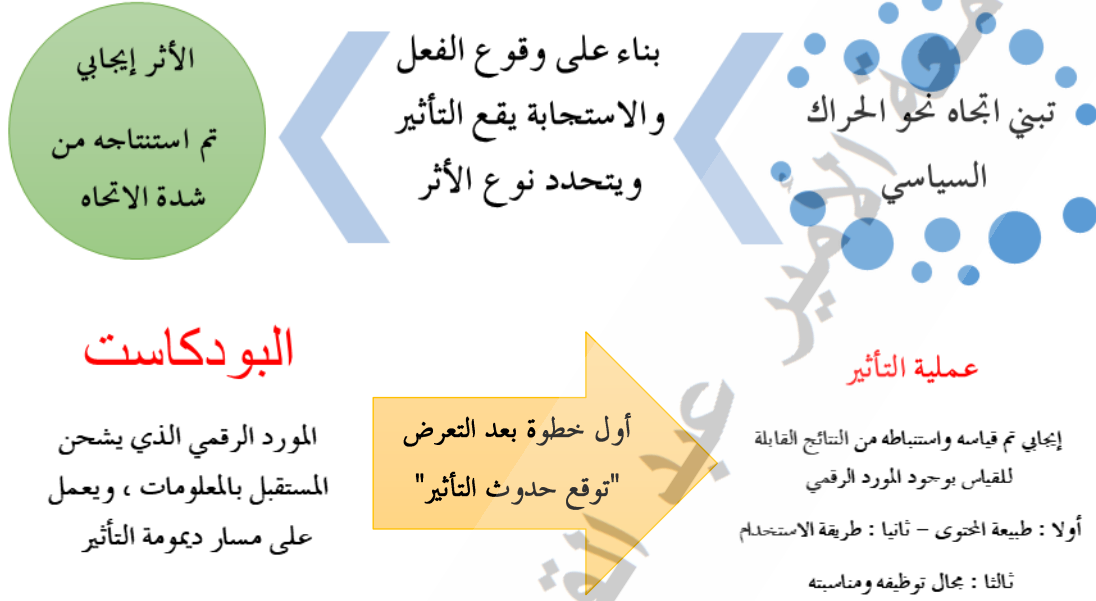 تبني اتجاه نحو الحراك
السياسي
بناء على وقوع الفعل
والاستجابة يقع التأثير
ويتحدد نوع الأثر
الأثر إيجابي
تم استنتاجه من
شدة الاتجاه
البودكاست
المورد الرقمي الذي يشحن
المستقبل بالمعلومات ، ويعمل
على مسار ديمومة التأثير
أول خطوة بعد التعرض
"توقع حدوث التأثير"
عملية التأثير
إيجابي تم قياسه واستنباطه من النتائج القابلة
للقياس بوجود المورد الرقمي
أولا : طبيعة المحتوى – ثانيا : طريقة الاستخدام
ثالثا : مجال توظيفه ومناسبته
الأمير عبد